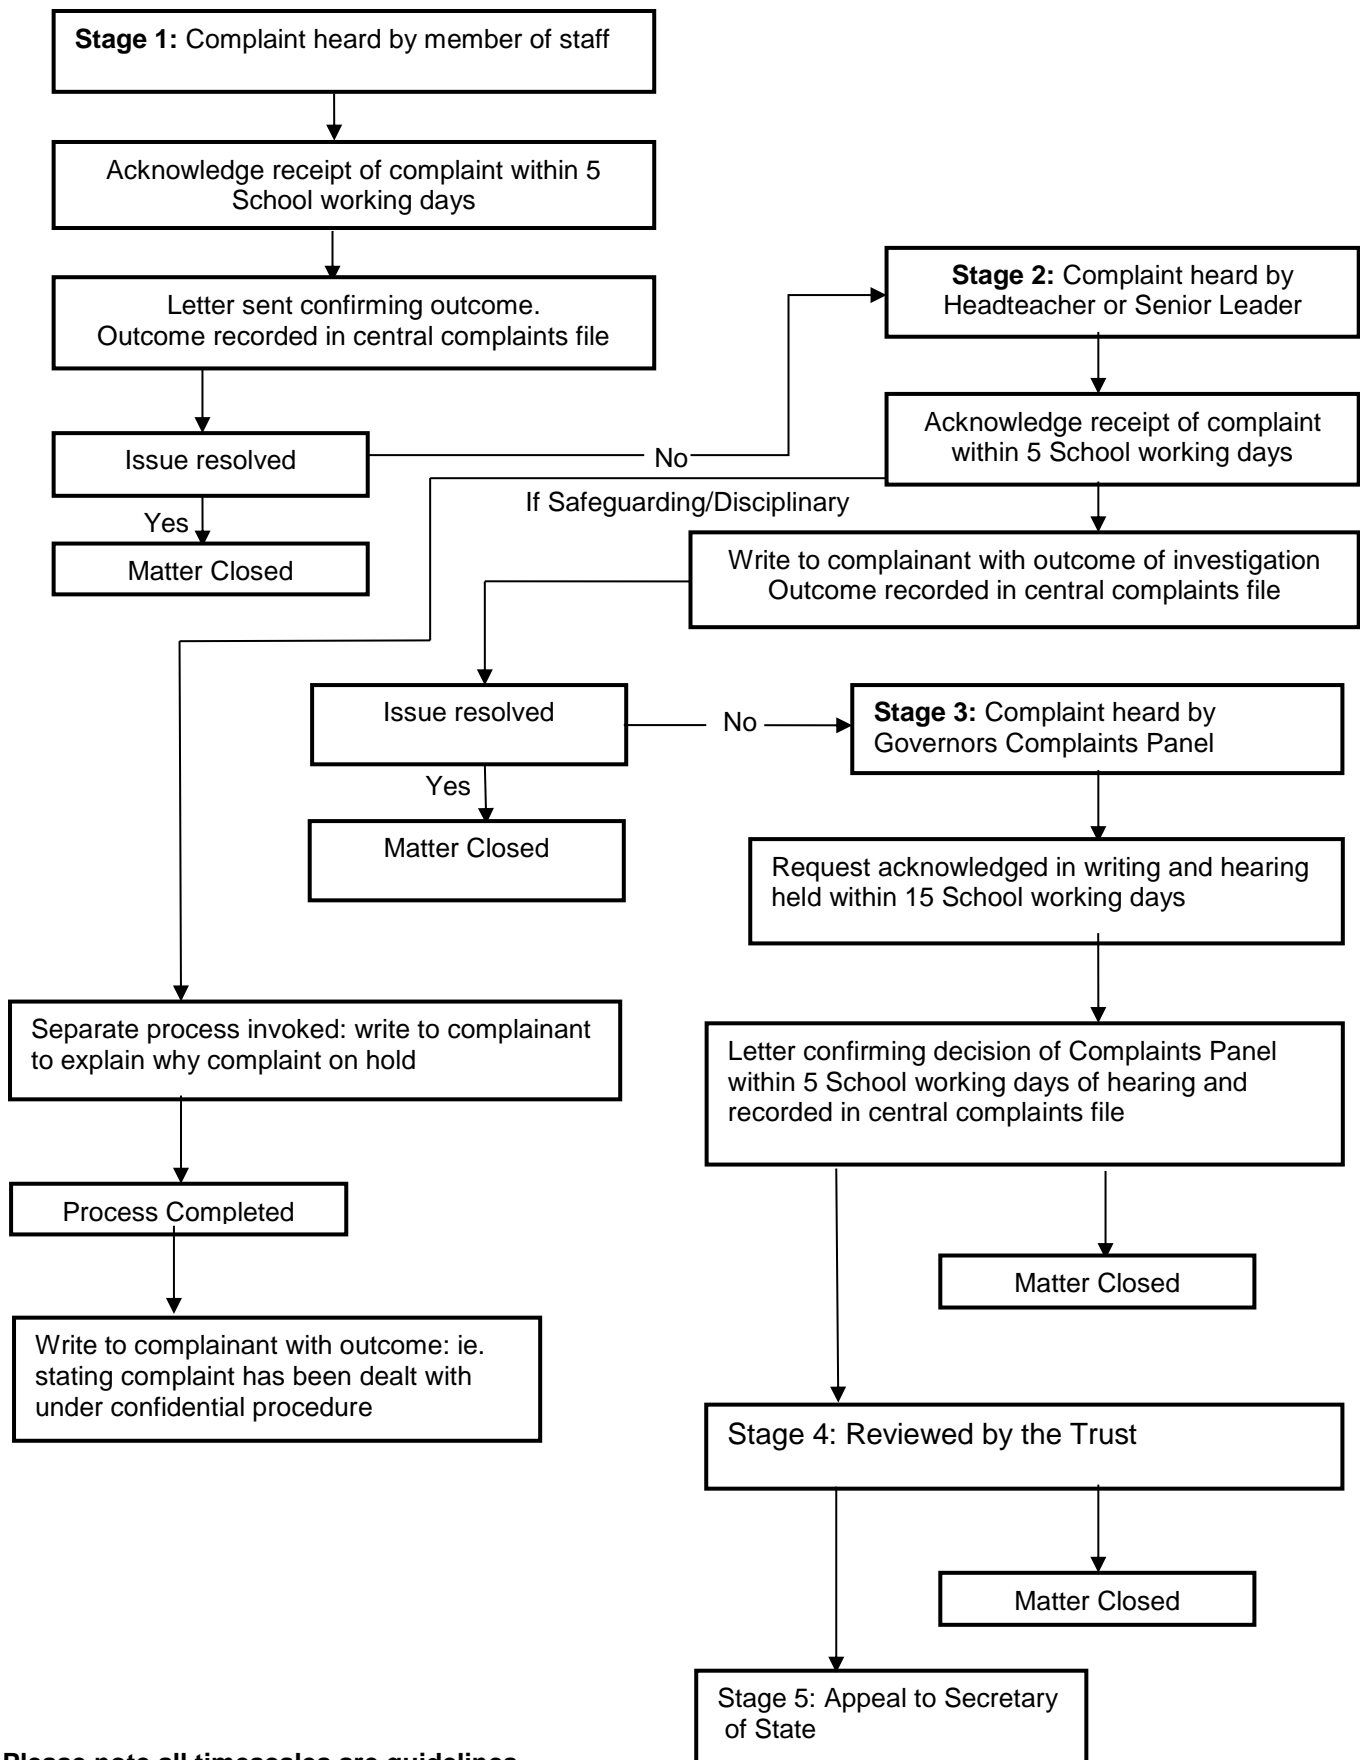 Stage 1: Complaint heard by member of staff
Acknowledge receipt of complaint within 5
School working days
Letter sent confirming outcome.
Outcome recorded in central complaints file
Issue resolved
No
Yes
Matter Closed
Stage 2: Complaint heard by
Headteacher or Senior Leader
Acknowledge receipt of complaint
within 5 School working days
If Safeguarding/Disciplinary
Write to complainant with outcome of investigation
Outcome recorded in central complaints file
Issue resolved
No
Yes
Matter Closed
Stage 3: Complaint heard by
Governors Complaints Panel
Request acknowledged in writing and hearing
held within 15 School working days
Letter confirming decision of Complaints Panel
within 5 School working days of hearing and
recorded in central complaints file
Matter Closed
Separate process invoked: write to complainant
to explain why complaint on hold
Process Completed
Write to complainant with outcome: ie.
stating complaint has been dealt with
under confidential procedure
Stage 4: Reviewed by the Trust
Matter Closed
Stage 5: Appeal to Secretary
of State
Please note all timescales are guidelines